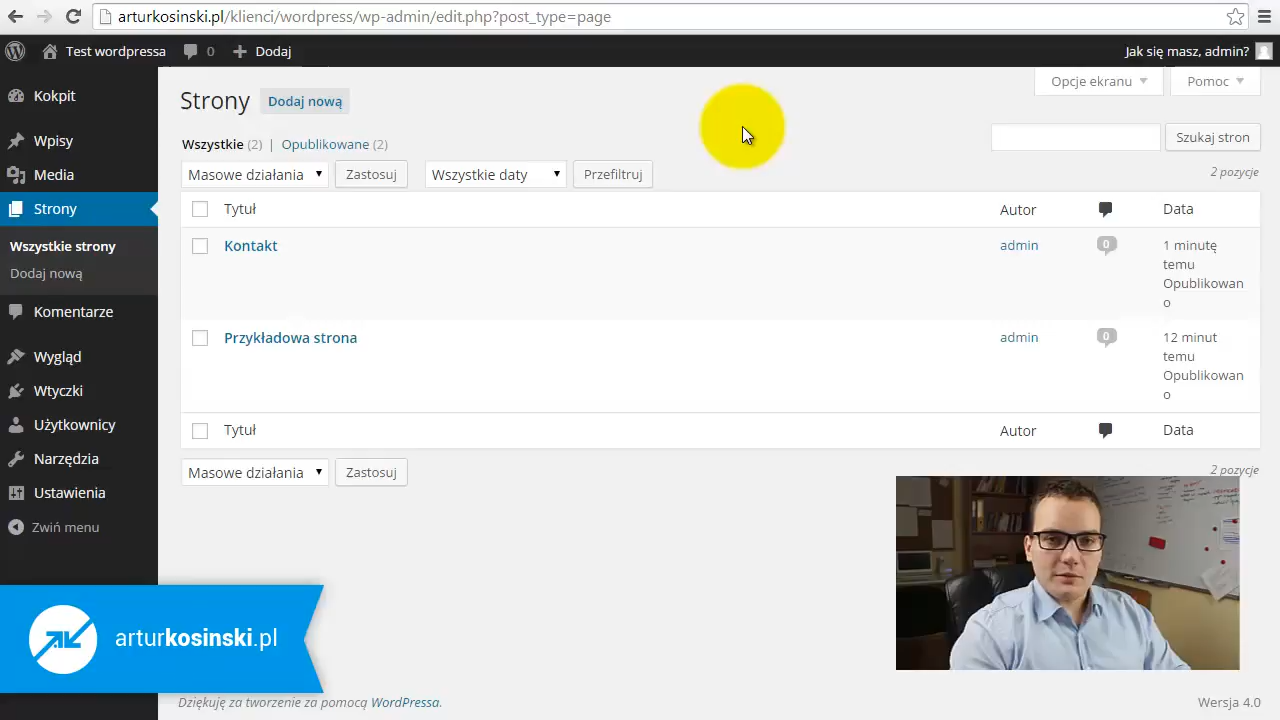 arturkosinski.pl/klienci/wordpress/wp-admin/edit.php?post_type=page
Test wordpressa 0 Dodaj Jak się masz, admin?
Opcje ekranu Pomoc
Kokpit
Wpisy
Media
Strony
Wszystkie strony
Dodaj nową
Komentarze
Wygląd
Wtyczki
Użytkownicy
Narzędzia
Ustawienia
Zwiń menu
Strony Dodaj nową
Wszystkie (2) | Opublikowane (2)
Szukaj stron
Masowe działania Zastosuj Wszystkie daty Przefiltruj
2 pozycje
Tytuł Autor Data
Kontakt admin 0 1 minutę
temu
Opublikowan
o
Przykładowa strona admin 0 12 minut
temu
Opublikowan
o
Tytuł Autor Data
Masowe działania Zastosuj
2 pozycje
arturkosinski.pl
Dziękuję za tworzenie za pomocą WordPressa.
Wersja 4.0